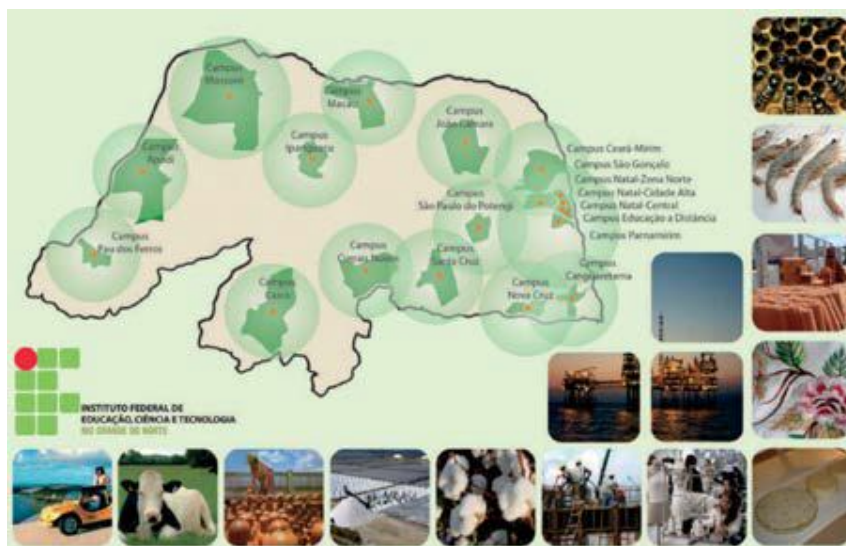 Campus
Mossoró
Campus
Macau
Campus
João Câmara
Campus
Ipanguaçu
Campus
Apodi
Campus Ceará-Mirim
Campus São Gonçalo
Campus Natal-Zona Norte
Campus Natal-Cidade Alta
Campus Natal-Central
Campus Educação a Distância
Campus Parnamirim
Campus
São Paulo do Potengi
Campus
Pau dos Ferros
Campus
Currais Novos
Campus
Santa Cruz
Campus
Canguaretama
Campus
Caicó
Campus
Nova Cruz
INSTITUTO FEDERAL DE
EDUCAÇÃO, CIÊNCIA E TECNOLOGIA
RIO GRANDE DO NORTE